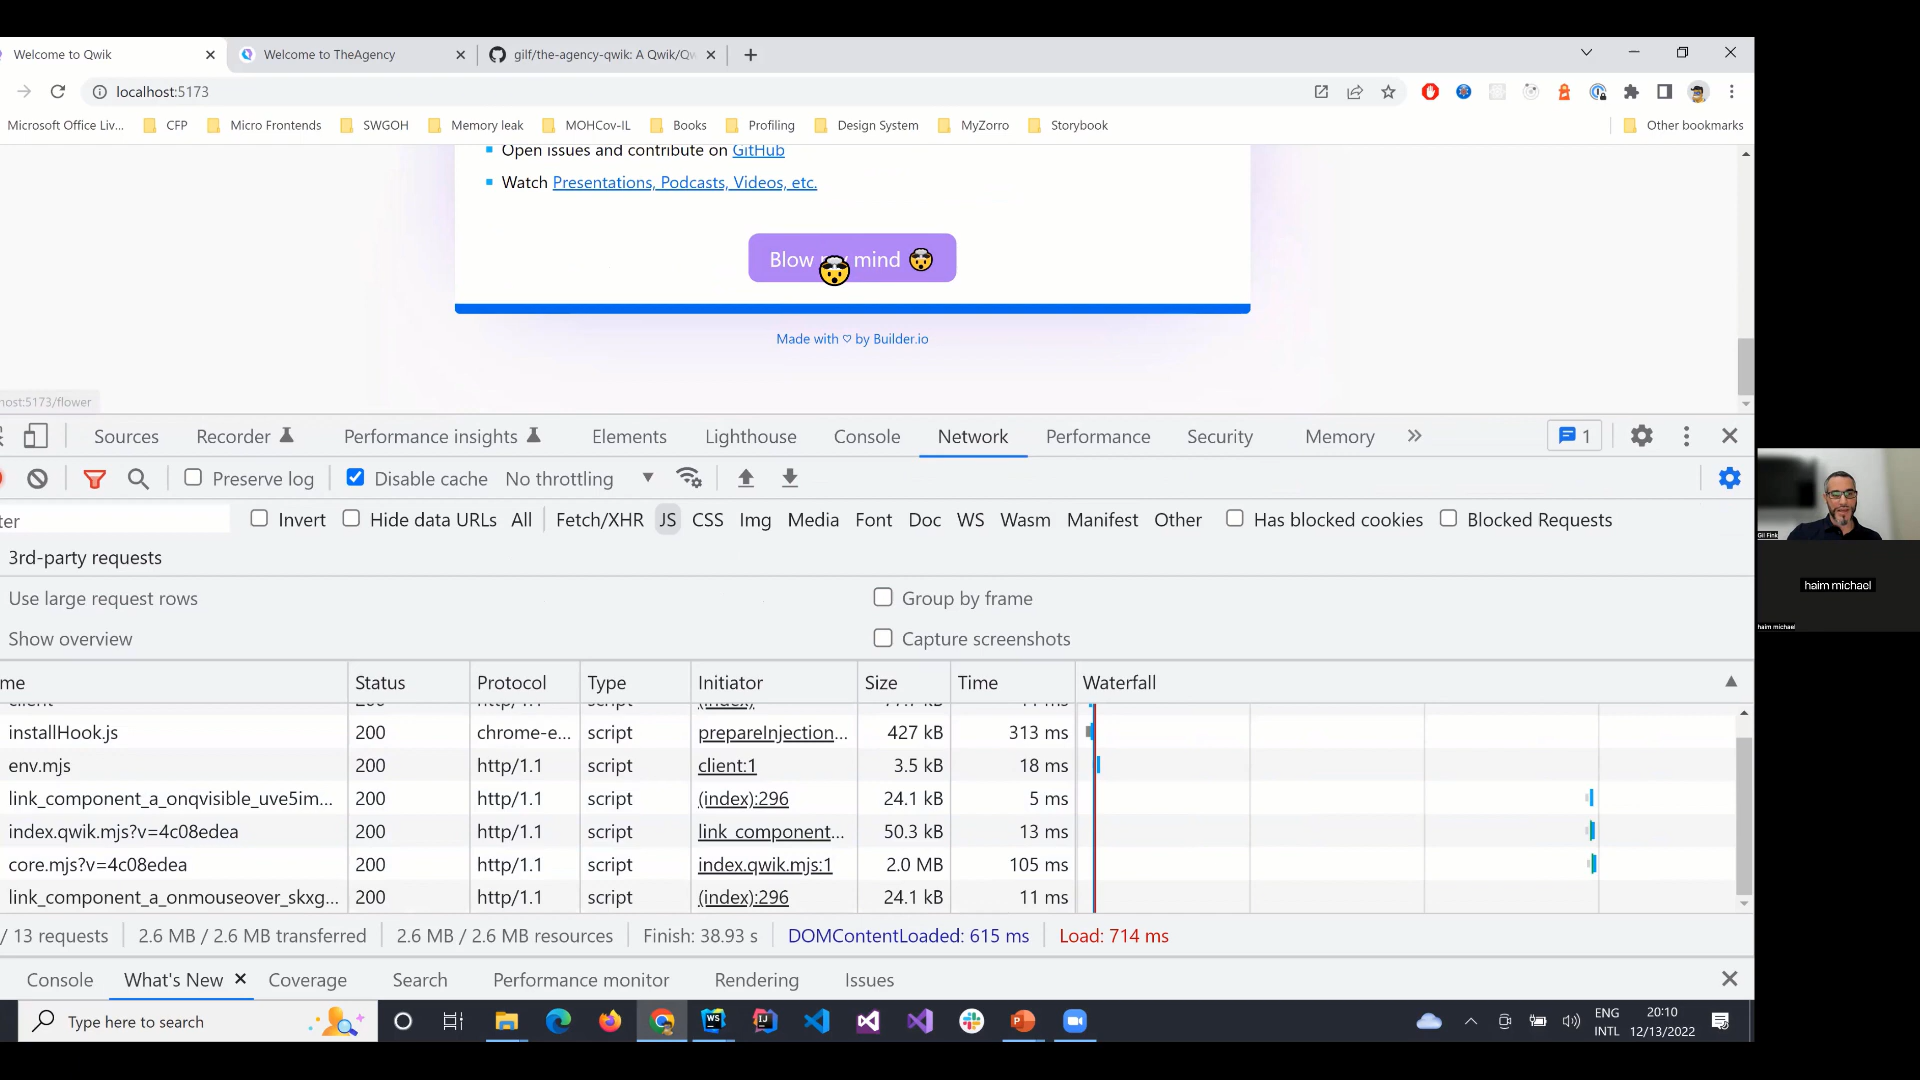 Welcome to Qwik
Welcome to TheAgency
gilf/the-agency-qwik: A Qwik/Qw
localhost:5173
Microsoft Office Liv...
CFP
Micro Frontends
SWGOH
Memory leak
MOHCov-IL
Books
Profiling
Design System
MyZorro
Storybook
Other bookmarks
Open issues and contribute on GitHub
Watch Presentations, Podcasts, Videos, etc.
Blow mind
Made with ♡ by Builder.io
host:5173/flower
Sources
Recorder
Performance insights
Elements
Lighthouse
Console
Network
Performance
Security
Memory
1
Preserve log
Disable cache
No throttling
ter
Invert
Hide data URLs
All
Fetch/XHR
JS
CSS
Img
Media
Font
Doc
WS
Wasm
Manifest
Other
Has blocked cookies
Blocked Requests
3rd-party requests
Use large request rows
Group by frame
Show overview
Capture screenshots
me Status Protocol Type Initiator Size Time Waterfall
installHook.js 200 chrome-e... script prepareInjection... 427 kB 313 ms
env.mjs 200 http/1.1 script client:1 3.5 kB 18 ms
link_component_a_onqvisible_uve5im... 200 http/1.1 script (index):296 24.1 kB 5 ms
index.qwik.mjs?v=4c08edea 200 http/1.1 script link_component... 50.3 kB 13 ms
core.mjs?v=4c08edea 200 http/1.1 script index.qwik.mjs:1 2.0 MB 105 ms
link_component_a_onmouseover_skxg... 200 http/1.1 script (index):296 24.1 kB 11 ms
/ 13 requests
2.6 MB / 2.6 MB transferred
2.6 MB / 2.6 MB resources
Finish: 38.93 s
DOMContentLoaded: 615 ms
Load: 714 ms
Console
What's New
Coverage
Search
Performance monitor
Rendering
Issues
Type here to search
ENG
INTL
20:10
12/13/2022
Gil Fink
haim michael
haim michael